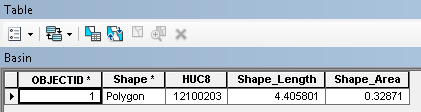 Table
Basin
OBJECTID * Shape * HUC8 Shape_Length Shape_Area
1 Polygon 12100203 4.405801 0.32871